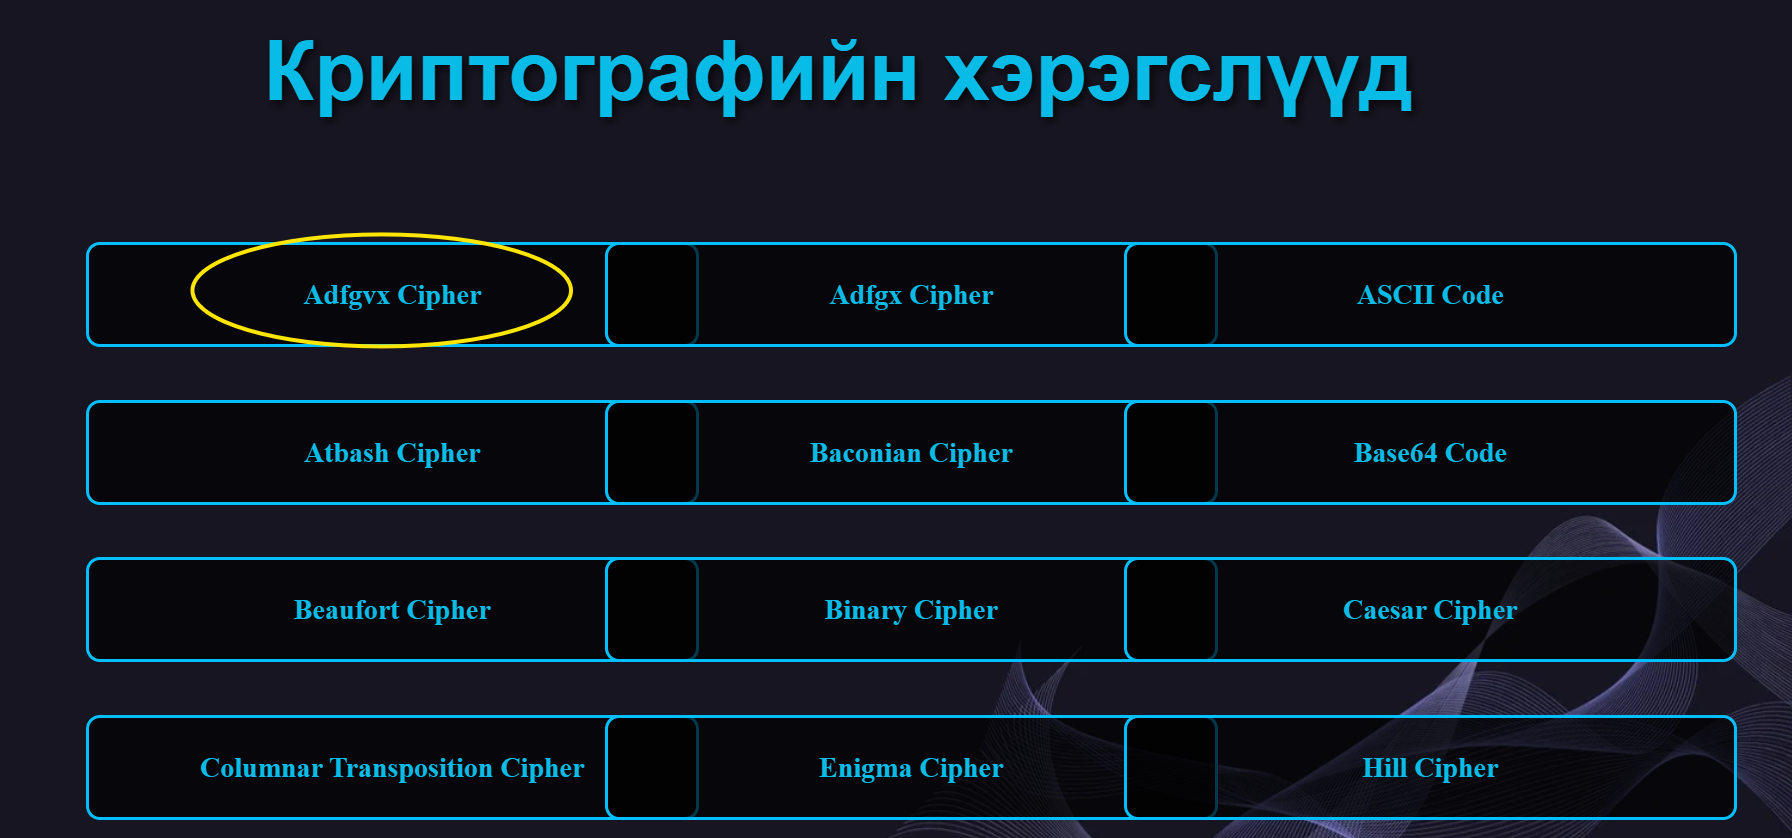 Криптографийн хэрэгслүүд
Adfgvx Cipher
Adfgx Cipher
ASCII Code
Atbash Cipher
Baconian Cipher
Base64 Code
Beaufort Cipher
Binary Cipher
Caesar Cipher
Columnar Transposition Cipher
Enigma Cipher
Hill Cipher